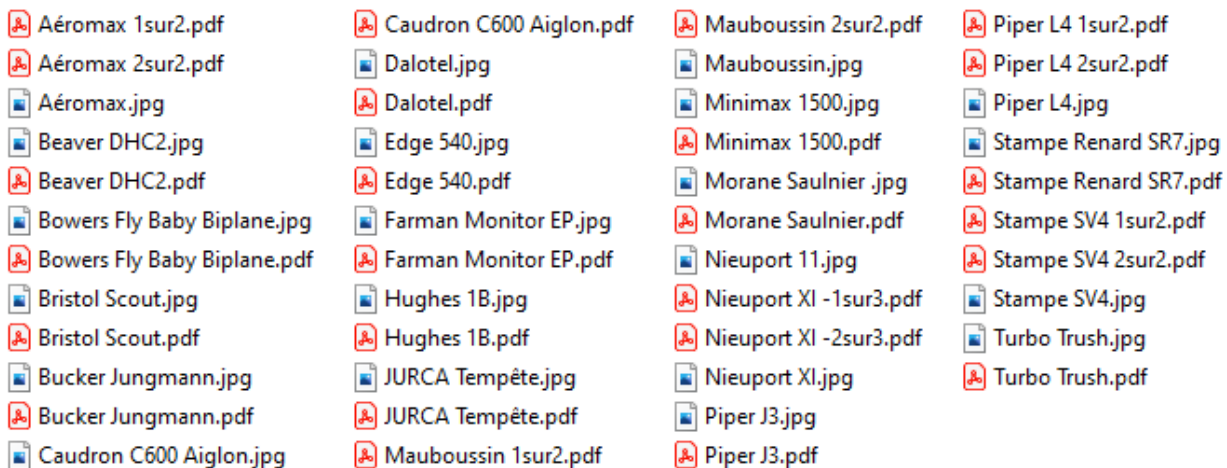 Aéromax 1sur2.pdf
Aéromax 2sur2.pdf
Aéromax.jpg
Beaver DHC2.jpg
Beaver DHC2.pdf
Bowers Fly Baby Biplane.jpg
Bowers Fly Baby Biplane.pdf
Bristol Scout.jpg
Bristol Scout.pdf
Bucker Jungmann.jpg
Bucker Jungmann.pdf
Caudron C600 Aiglon.jpg
Caudron C600 Aiglon.pdf
Dalotel.jpg
Dalotel.pdf
Edge 540.jpg
Edge 540.pdf
Farman Monitor EP.jpg
Farman Monitor EP.pdf
Hughes 1B.jpg
Hughes 1B.pdf
JURCA Tempête.jpg
JURCA Tempête.pdf
Mauboussin 1sur2.pdf
Mauboussin 2sur2.pdf
Mauboussin.jpg
Minimax 1500.jpg
Minimax 1500.pdf
Morane Saulnier .jpg
Morane Saulnier.pdf
Nieuport 11.jpg
Nieuport XI -1sur3.pdf
Nieuport XI -2sur3.pdf
Nieuport XI.jpg
Piper J3.jpg
Piper J3.pdf
Piper L4 1sur2.pdf
Piper L4 2sur2.pdf
Piper L4.jpg
Stampe Renard SR7.jpg
Stampe Renard SR7.pdf
Stampe SV4 1sur2.pdf
Stampe SV4 2sur2.pdf
Stampe SV4.jpg
Turbo Trush.jpg
Turbo Trush.pdf